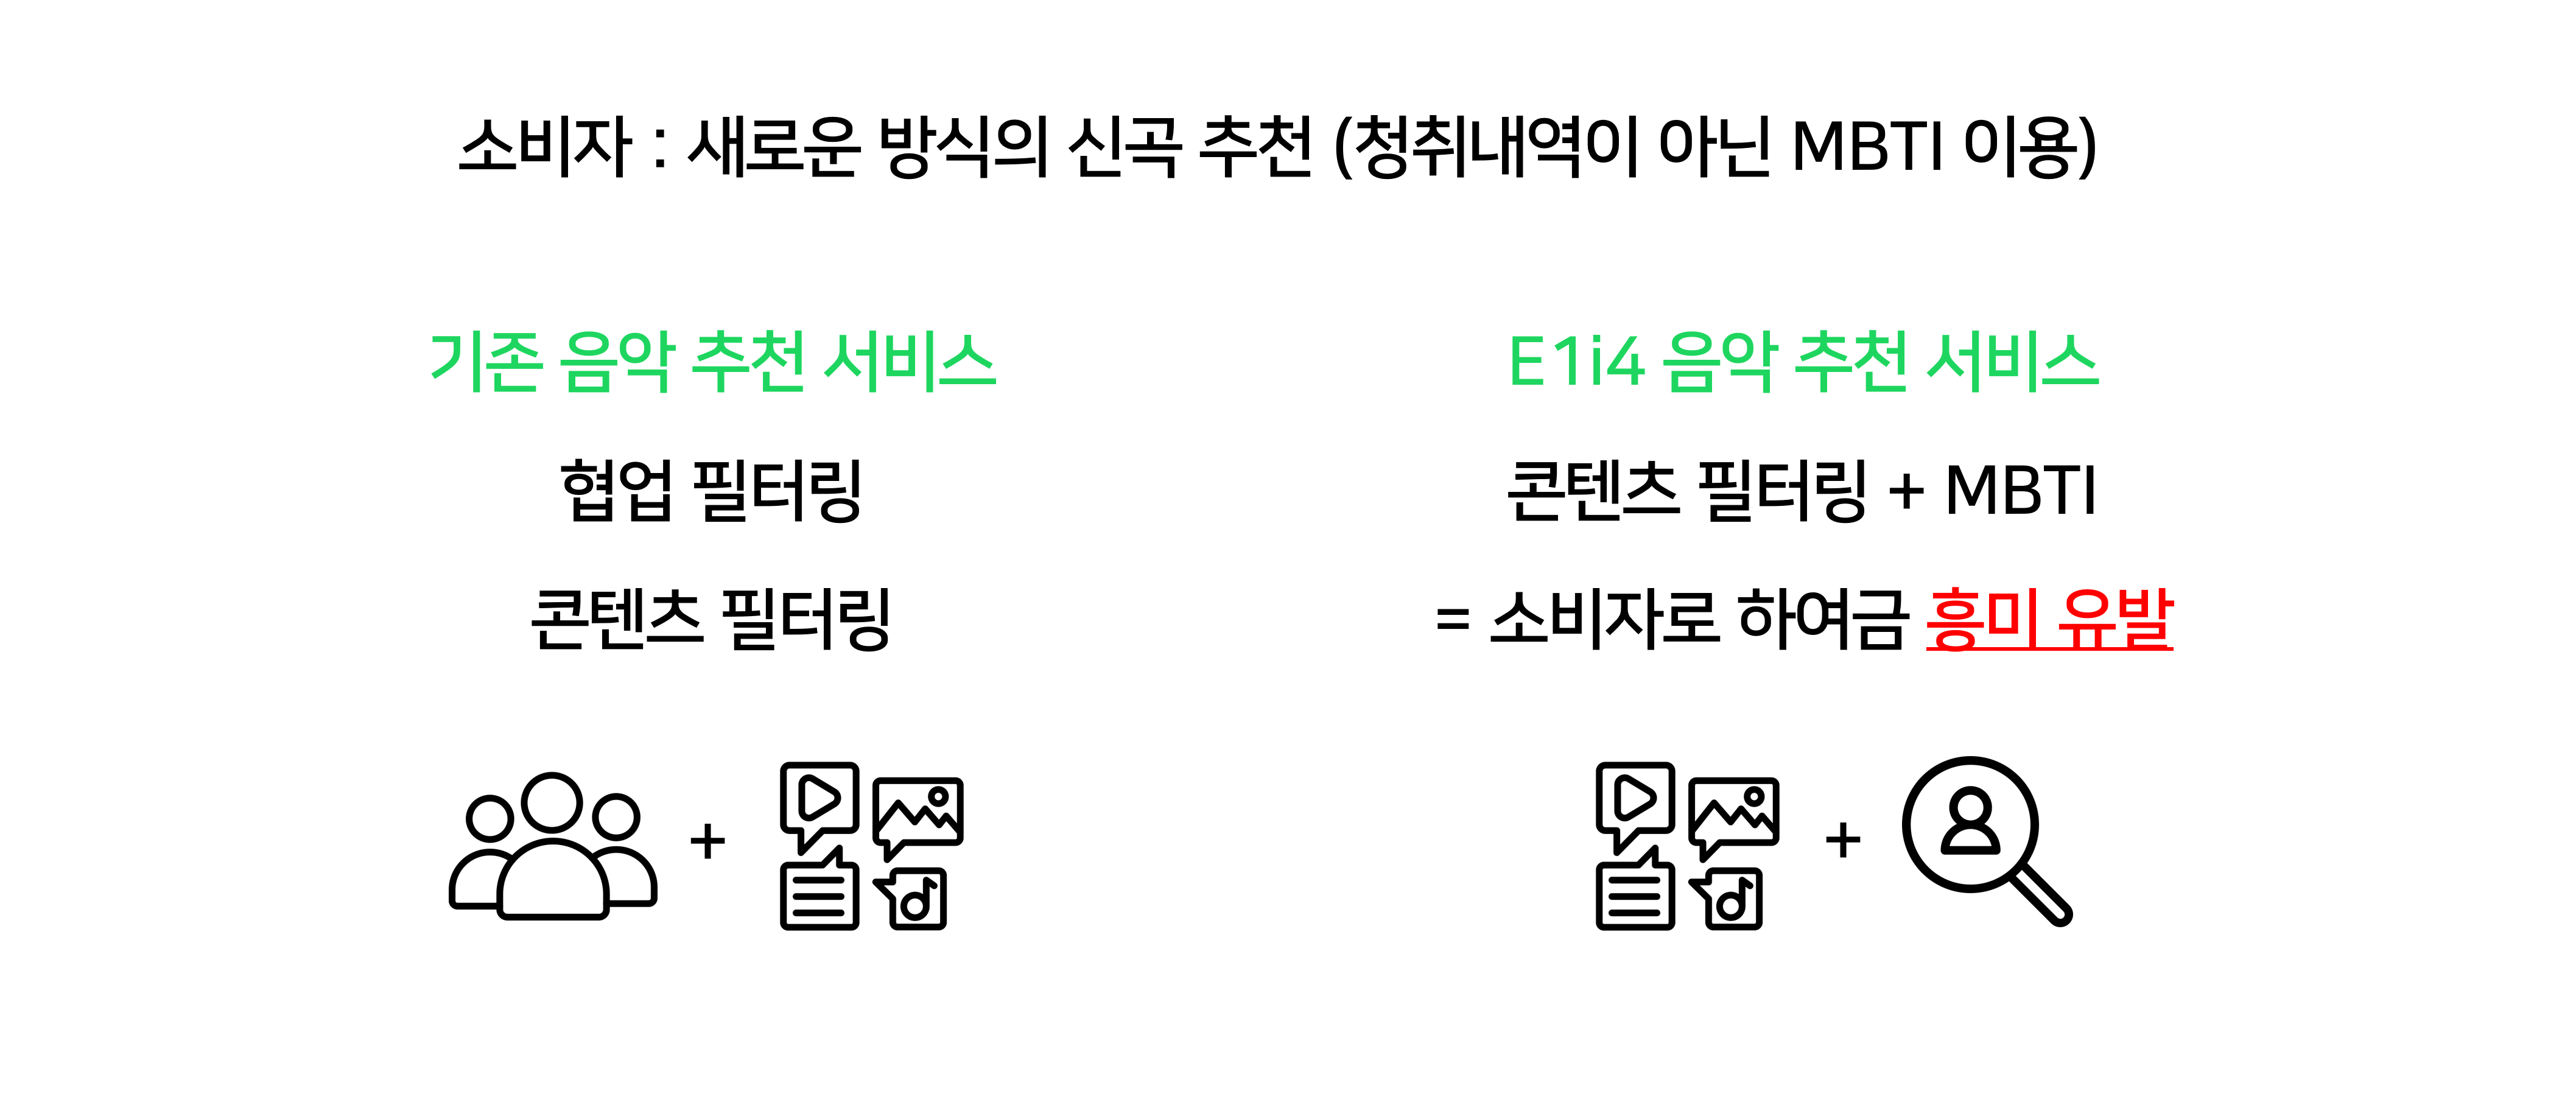 소비자 : 새로운 방식의 신곡 추천 (청취내역이 아닌 MBTI 이용)
기존 음악 추천 서비스
협업 필터링
콘텐츠 필터링
+
E1i4 음악 추천 서비스
콘텐츠 필터링 + MBTI
= 소비자로 하여금 흥미 유발
+